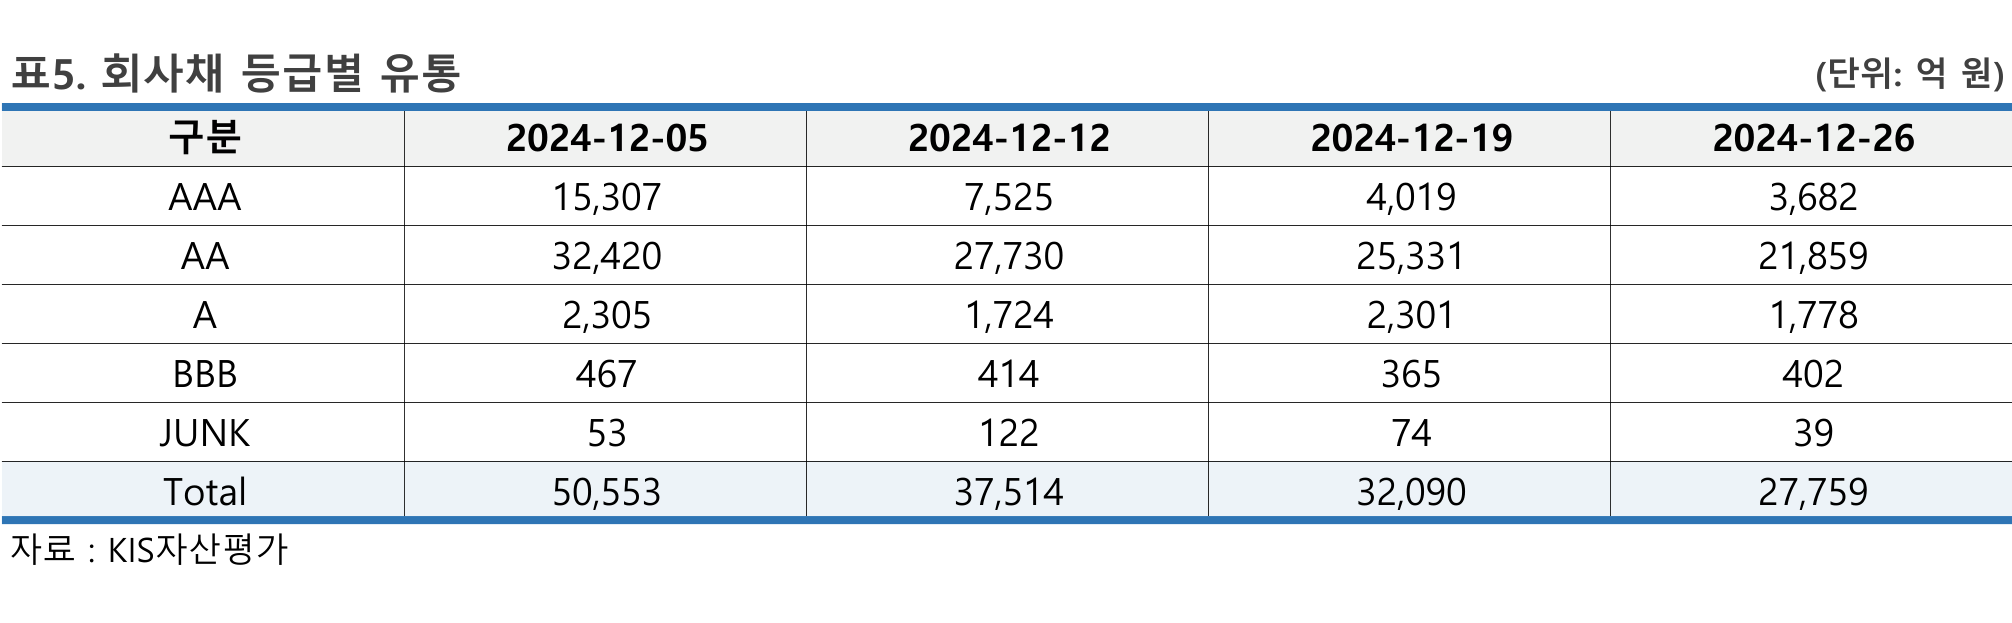 표5. 회사채 등급별 유통 (단위: 억 원)
구분 2024-12-05 2024-12-12 2024-12-19 2024-12-26
AAA 15,307 7,525 4,019 3,682
AA 32,420 27,730 25,331 21,859
A 2,305 1,724 2,301 1,778
BBB 467 414 365 402
JUNK 53 122 74 39
Total 50,553 37,514 32,090 27,759
자료 : KIS자산평가